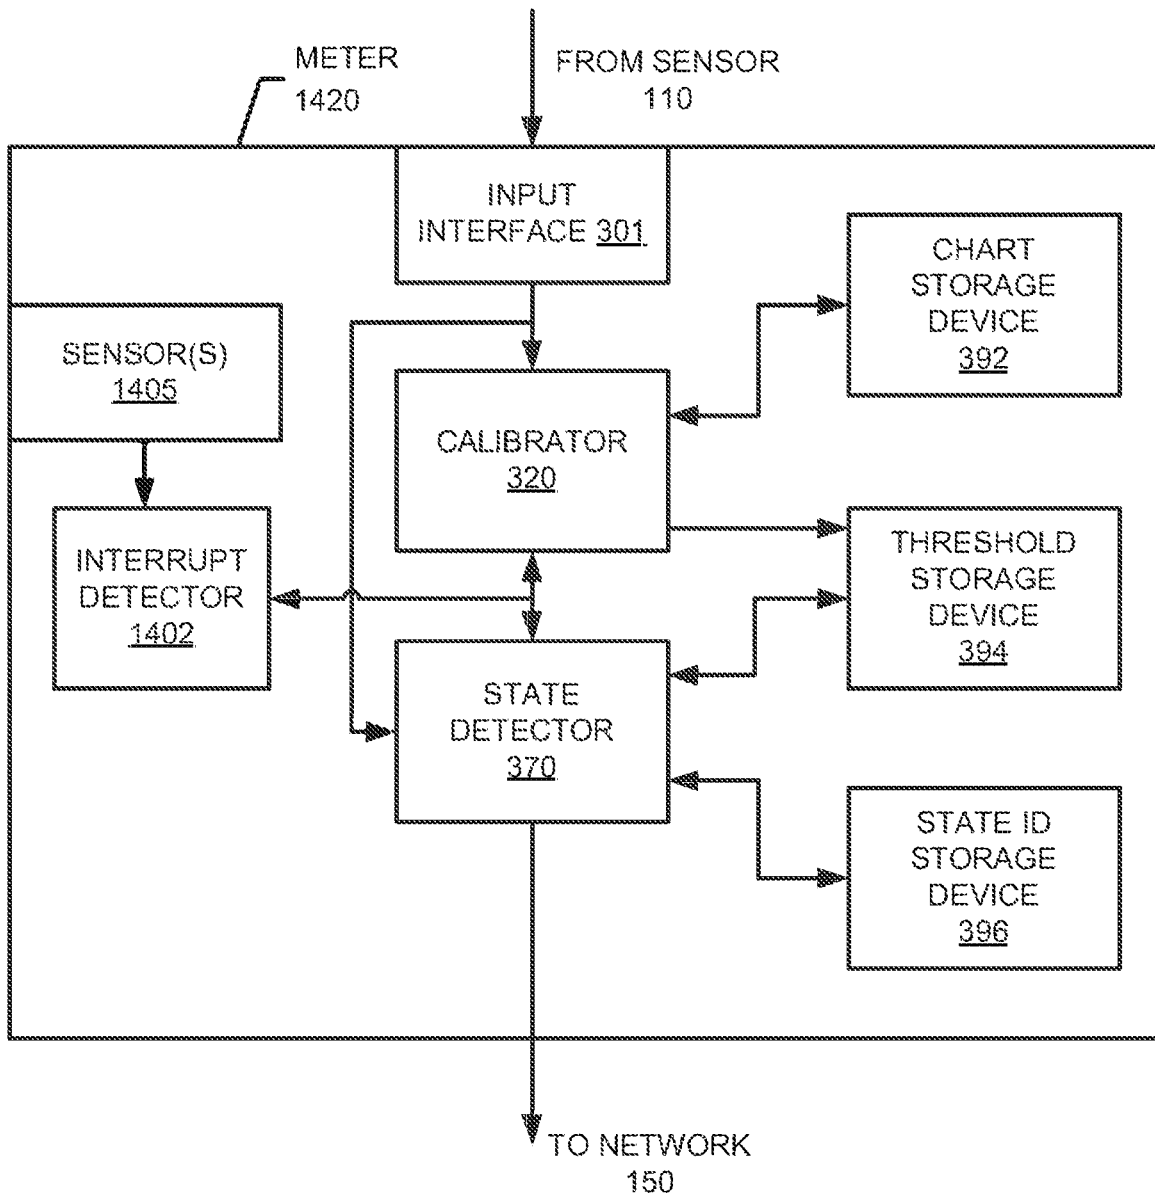 METER
1420
FROM SENSOR
110
INPUT
INTERFACE 301
CHART
STORAGE
DEVICE
392
SENSOR(S)
1405
CALIBRATOR
320
INTERRUPT
DETECTOR
1402
THRESHOLD
STORAGE
DEVICE
394
STATE
DETECTOR
370
STATE ID
STORAGE
DEVICE
396
TO NETWORK
150